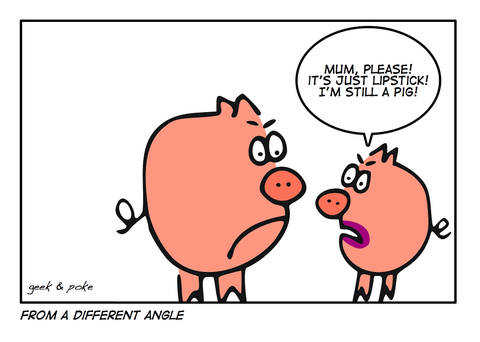 MUM, PLEASE!
IT'S JUST LIPSTICK!
I'M STILL A PIG!
geek & poke
FROM A DIFFERENT ANGLE